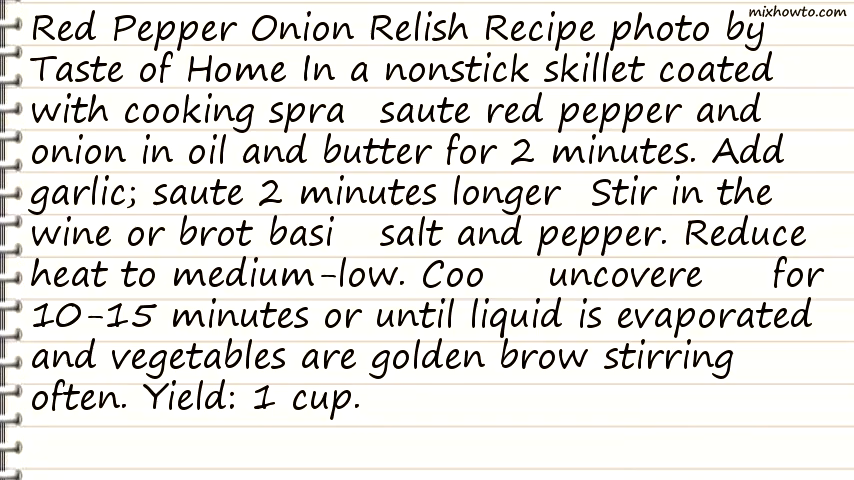 mixhowto.com
Red Pepper Onion Relish Recipe photo by
Taste of Home In a nonstick skillet coated
with cooking spra saute red pepper and
onion in oil and butter for 2 minutes. Add
garlic; saute 2 minutes longer Stir in the
wine or brot basi salt and pepper. Reduce
heat to medium-low. Coo uncovere for
10-15 minutes or until liquid is evaporated
and vegetables are golden brow stirring
often. Yield: 1 cup.